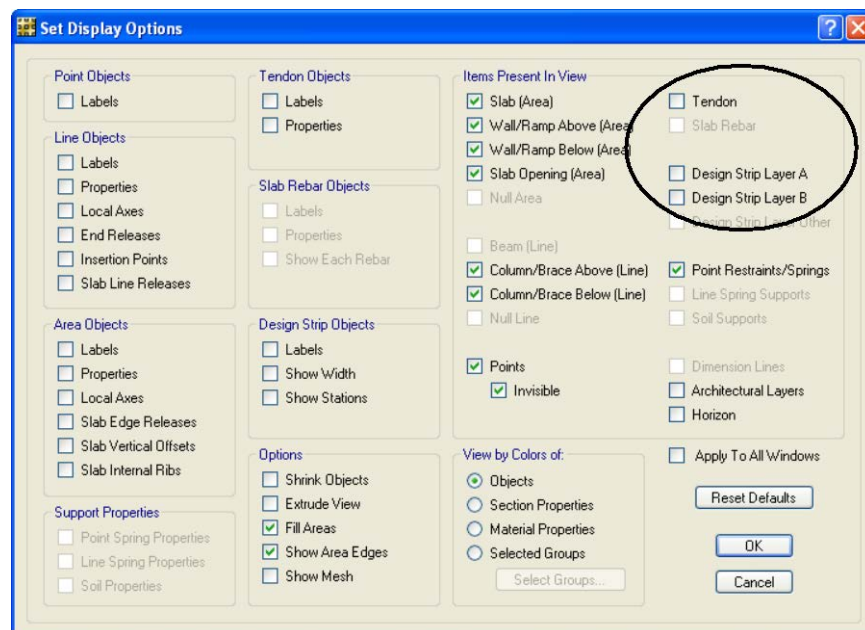 Set Display Options
Point Objects
Labels
Line Objects
Labels
Properties
Local Axes
End Releases
Insertion Points
Slab Line Releases
Area Objects
Labels
Properties
Local Axes
Slab Edge Releases
Slab Vertical Offsets
Slab Internal Ribs
Support Properties
Point Spring Properties
Line Spring Properties
Soil Properties
Tendon Objects
Labels
Properties
Slab Rebar Objects
Labels
Properties
Show Each Rebar
Design Strip Objects
Labels
Show Width
Show Stations
Options
Shrink Objects
Extrude View
Fill Areas
Show Area Edges
Show Mesh
Items Present In View
Slab (Area)
Wall/Ramp Above (Area)
Wall/Ramp Below (Area)
Slab Opening (Area)
Null Area
Beam (Line)
Column/Brace Above (Line)
Column/Brace Below (Line)
Null Line
Points
Invisible
Tendon
Slab Rebar
Design Strip Layer A
Design Strip Layer B
Design Strip Layer Other
Point Restraints/Springs
Line Spring Supports
Soil Supports
Dimension Lines
Architectural Layers
Horizon
View by Colors of:
Objects
Section Properties
Material Properties
Selected Groups
Select Groups...
Apply To All Windows
Reset Defaults
OK
Cancel